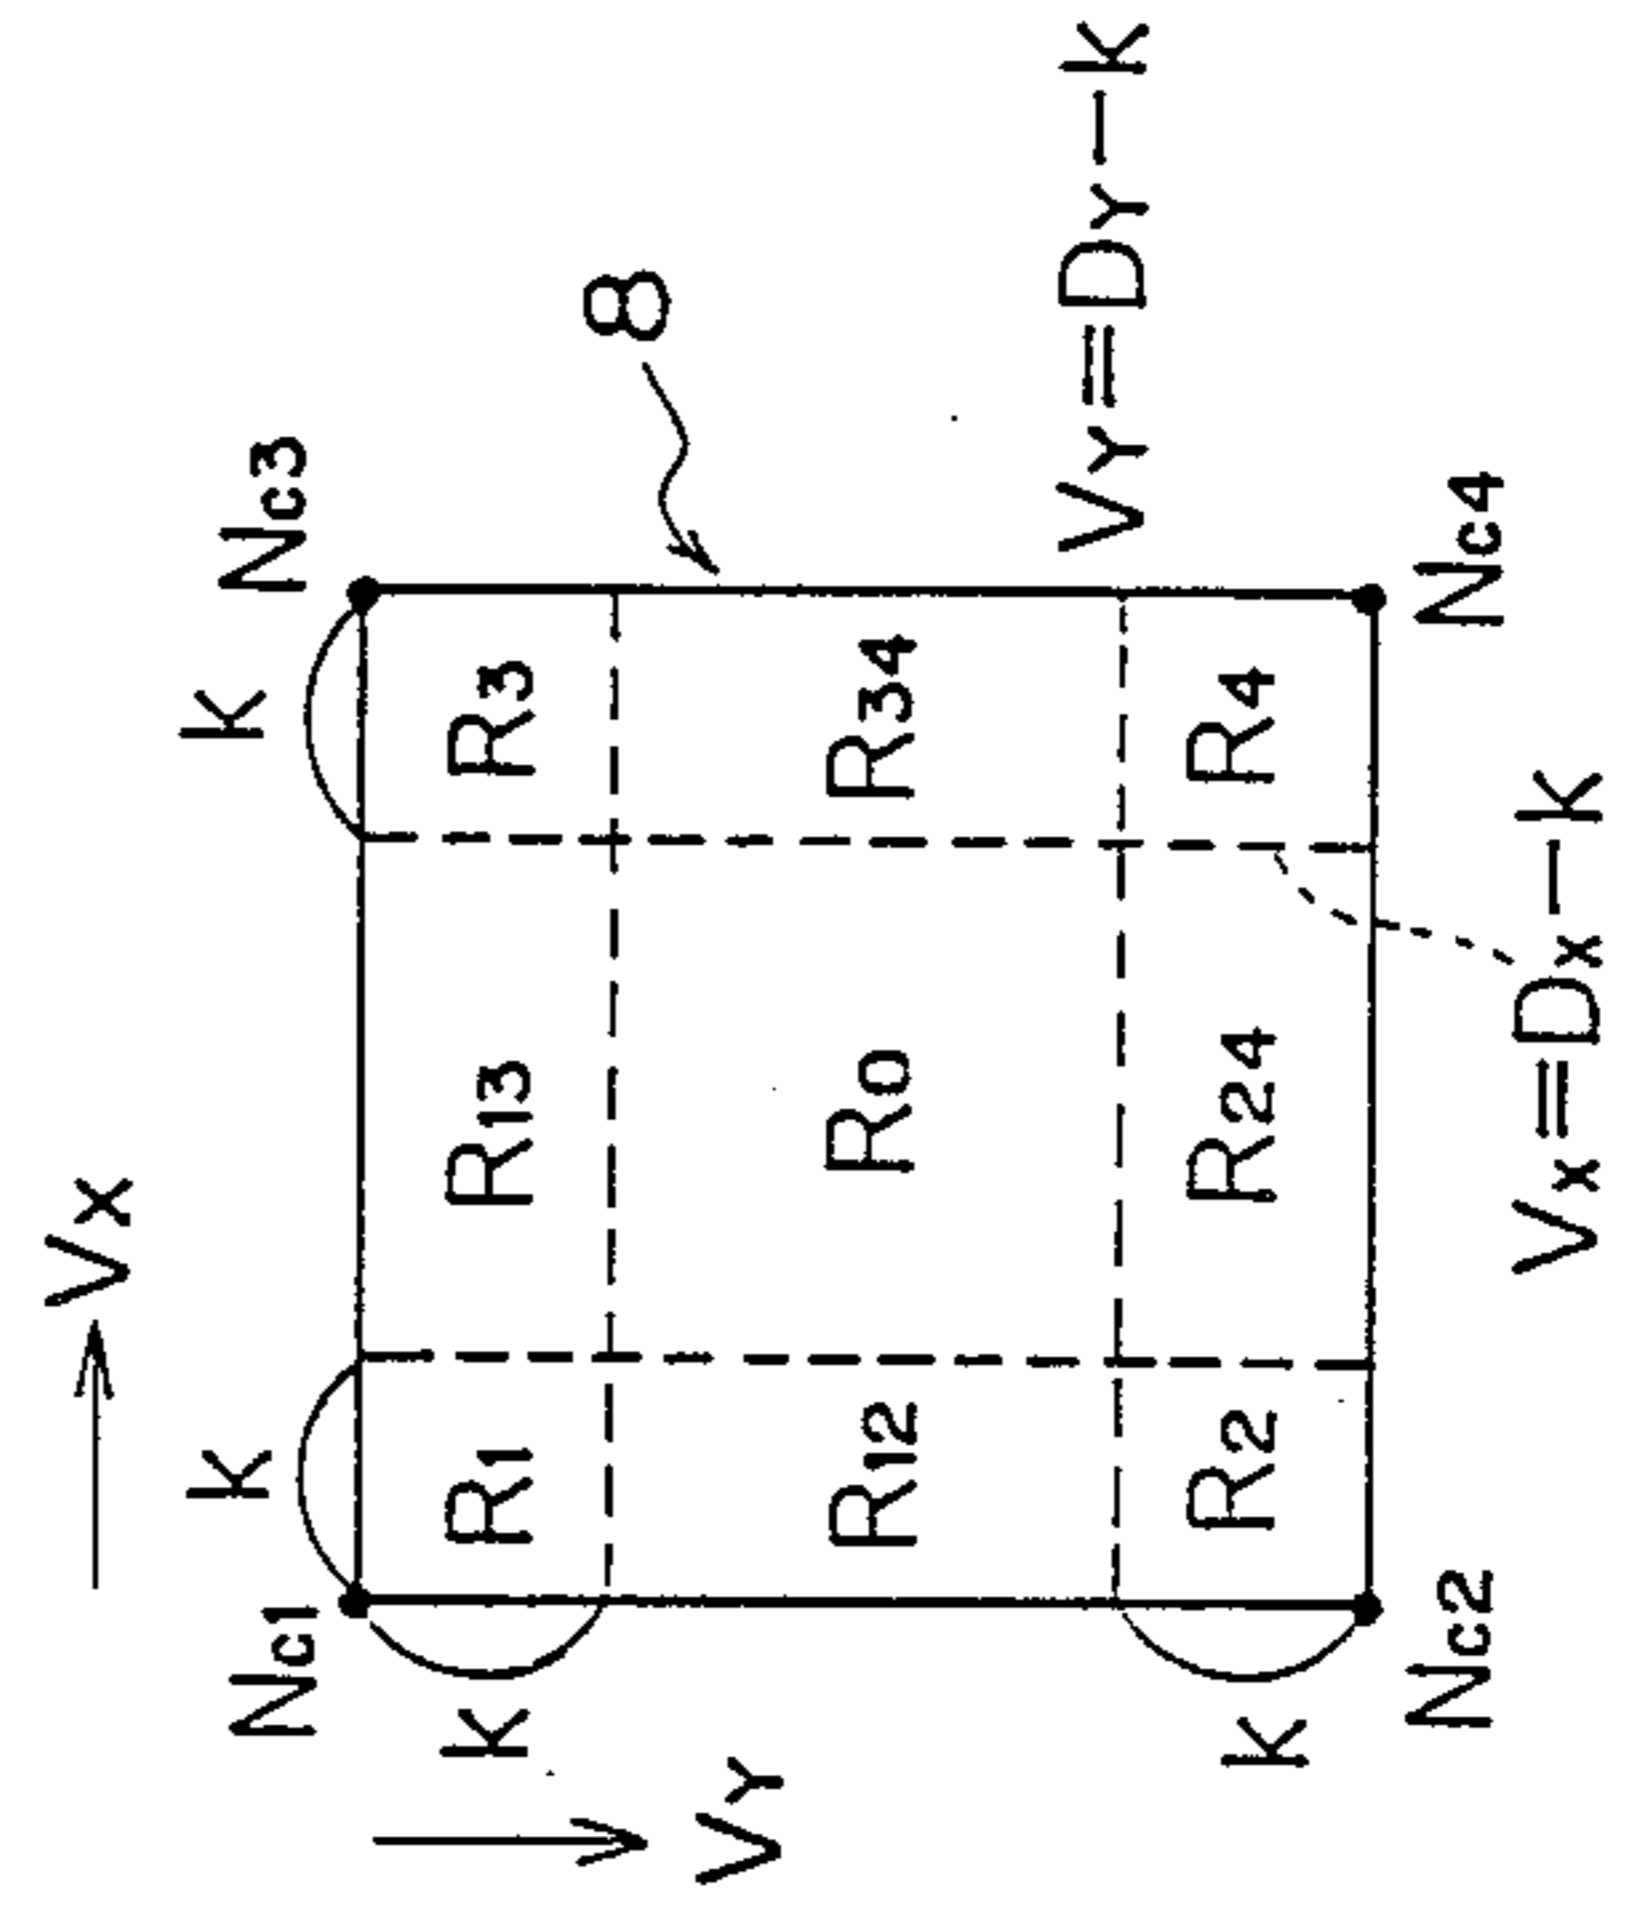 Vx
Nc1 k k Nc3
k R1 R13 R3
8
VY
R12 R0 R34
VY=DY-k
k R2 R24 R4
Nc2 Nc4
Vx=Dx-k